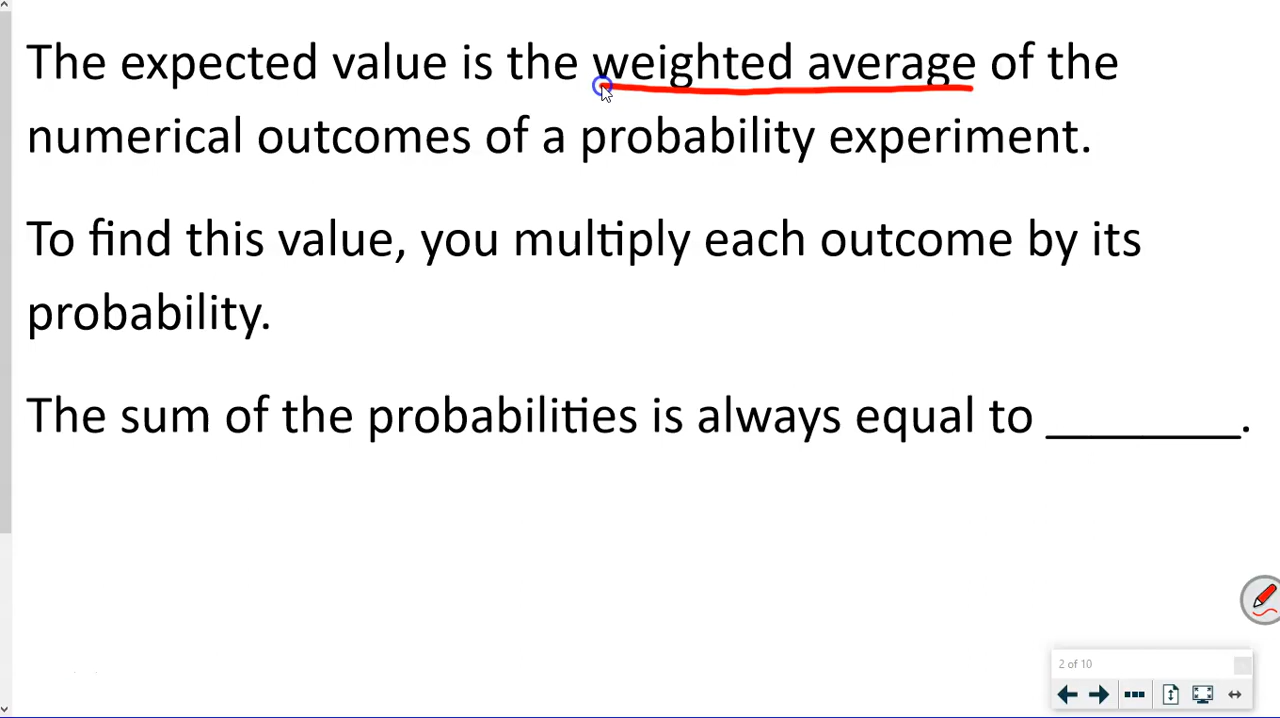 The expected value is the weighted average of the
numerical outcomes of a probability experiment.
To find this value, you multiply each outcome by its
probability.
The sum of the probabilities is always equal to ________.
2 of 10